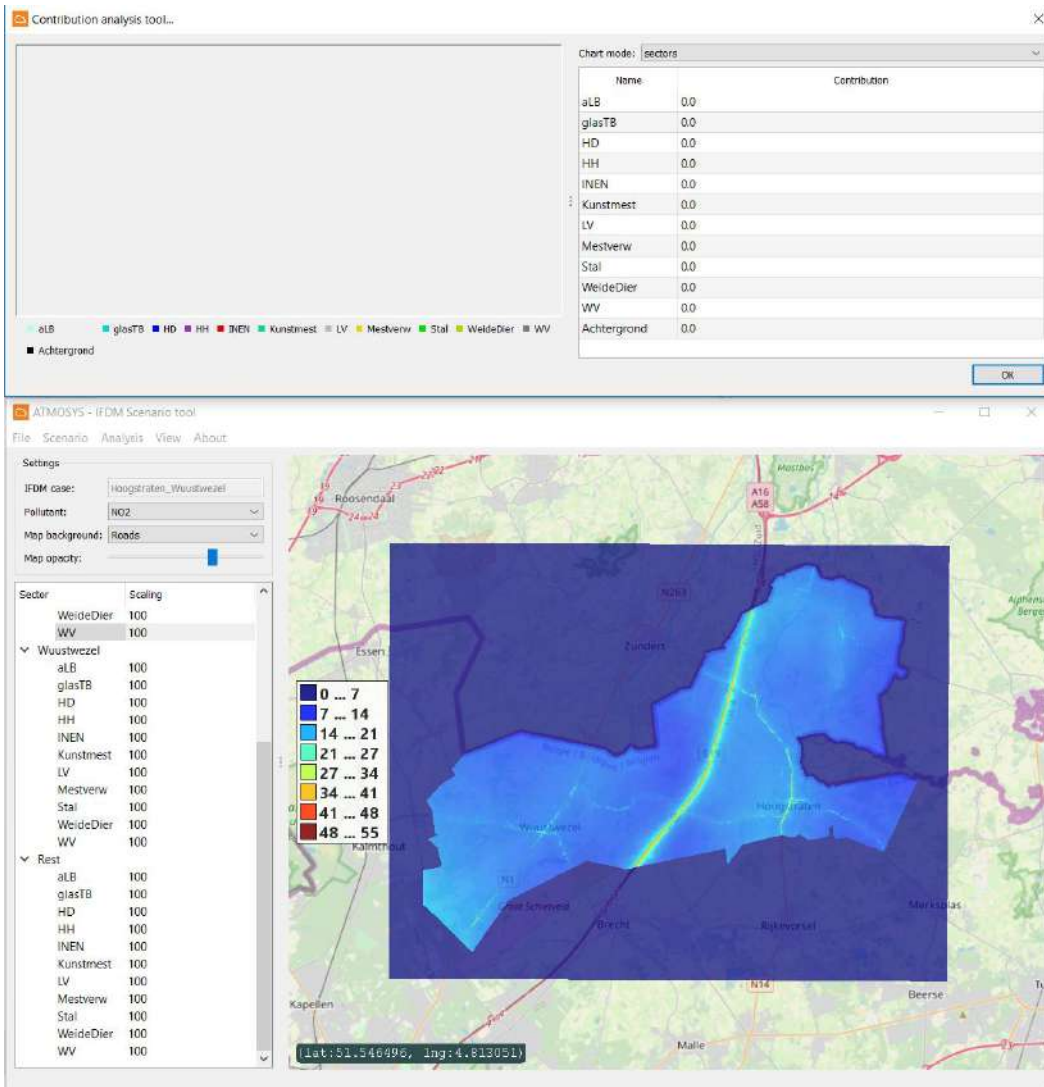 Contribution analysis tool...
Chart mode: sectors
Name Contribution
aLB 0.0
glasTB 0.0
HD 0.0
HH 0.0
INEN 0.0
Kunstmest 0.0
LV 0.0
Mestverw 0.0
Stal 0.0
WeideDier 0.0
WV 0.0
Achtergrond 0.0
aLB glasTB HD HH INEN Kunstmest LV Mestverw Stal WeideDier WV
Achtergrond
OK
ATMOSYS - IFDM Scenario tool
File Scenario Analysis View About
Settings
IFDM case: Hoogstraten_Wuustwezel
Pollutant: NO2
Map background: Roads
Map opacity:
Sector Scaling
WeideDier 100
WV 100
Wuustwezel
aLB 100
glasTB 100
HD 100
HH 100
INEN 100
Kunstmest 100
LV 100
Mestverw 100
Stal 100
WeideDier 100
WV 100
Rest
aLB 100
glasTB 100
HD 100
HH 100
INEN 100
Kunstmest 100
LV 100
Mestverw 100
Stal 100
WeideDier 100
WV 100
0 ... 7
7 ... 14
14 ... 21
21 ... 27
27 ... 34
34 ... 41
41 ... 48
48 ... 55
Roosendaal
Mastbos
A16
A58
N263
Zundert
Essen
Wuustwezel
Hoogstraten
Kalmthout
N1
Groot Schietveld
Brecht
Rijkevorsel
Merksplas
N14
Beerse
Kapellen
Malle
(lat:51.546496, lng:4.813051)